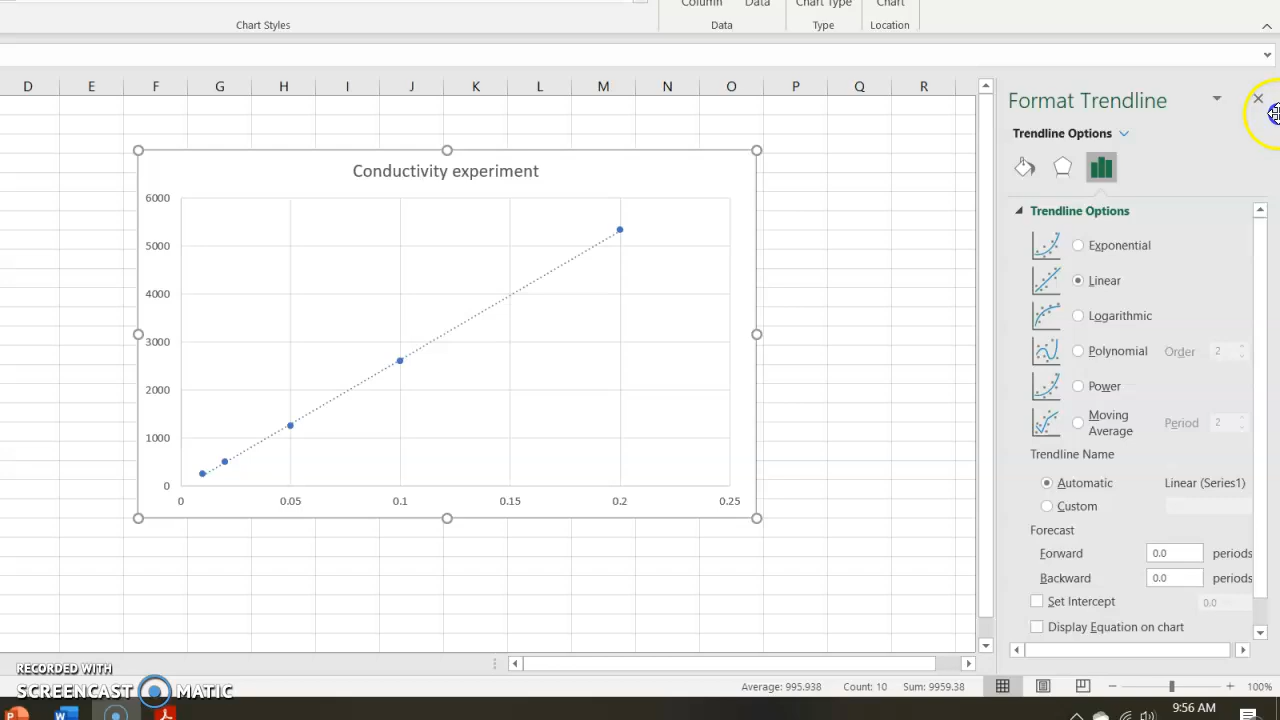 Column
Data
Chart Type
Chart
Chart Styles
Data
Type
Location
D E F G H I J K L M N O P Q R
Format Trendline
Trendline Options
Conductivity experiment
6000
5000
4000
3000
2000
1000
0
0 0.05 0.1 0.15 0.2 0.25
Trendline Options
Exponential
Linear
Logarithmic
Polynomial Order 2
Power
Moving
Average Period 2
Trendline Name
Automatic Linear (Series1)
Custom
Forecast
Forward 0.0 periods
Backward 0.0 periods
Set Intercept 0.0
Display Equation on chart
RECORDED WITH
SCREENCAST MATIC
Average: 995.938 Count: 10 Sum: 9959.38 100%
9:56 AM